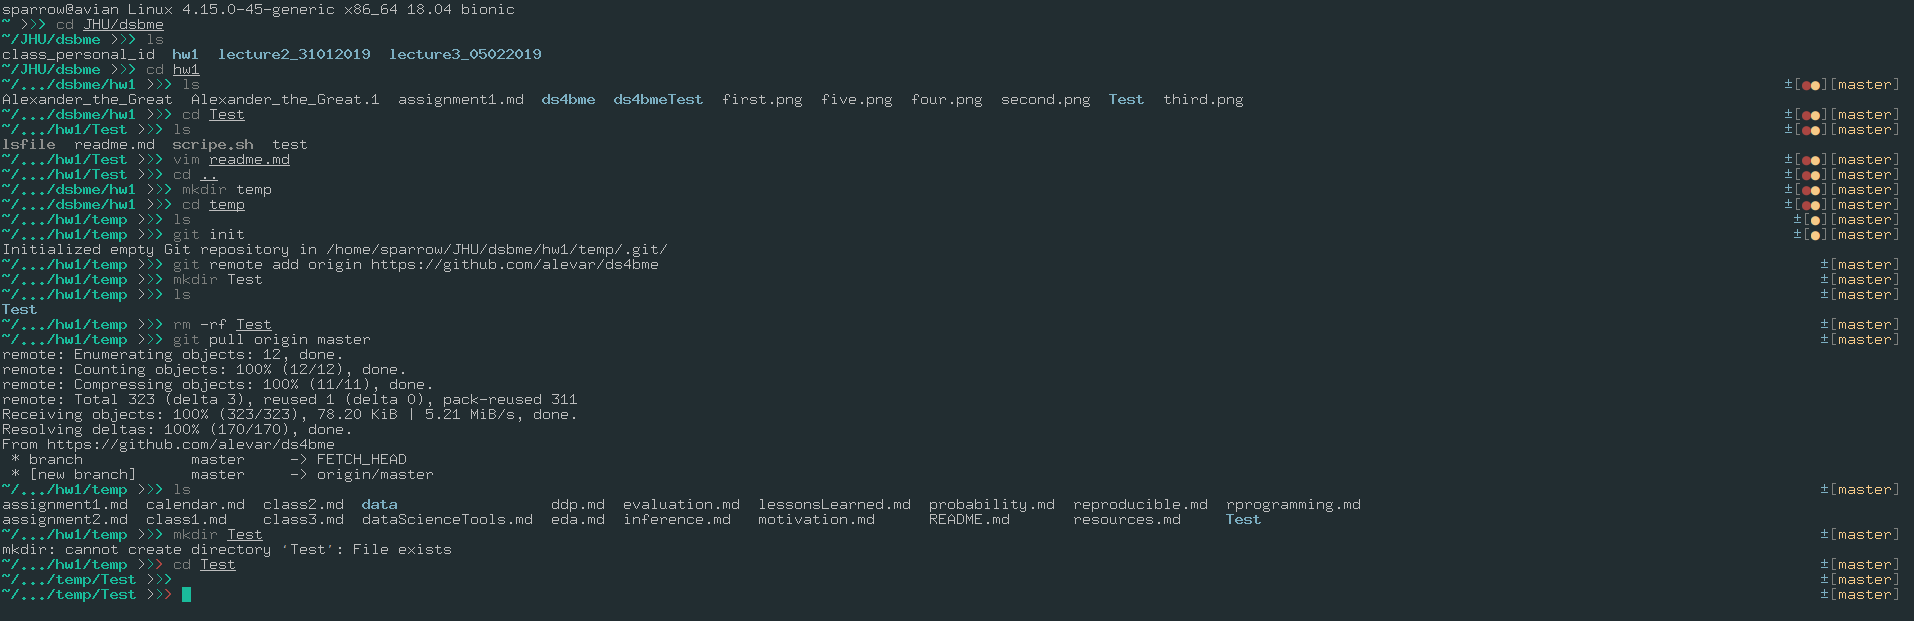 sparrow@avian Linux 4.15.0-45-generic x86_64 18.04 bionic
~ >>> cd JHU/dsbme
~/JHU/dsbme >>> ls
class_personal_id  hw1  lecture2_31012019  lecture3_05022019
~/JHU/dsbme >>> cd hw1
~/.../dsbme/hw1 >>> ls ±[●●][master]
Alexander_the_Great  Alexander_the_Great.1  assignment1.md  ds4bme  ds4bmeTest  first.png  five.png  four.png  second.png  Test  third.png
~/.../dsbme/hw1 >>> cd Test ±[●●][master]
~/.../hw1/Test >>> ls ±[●●][master]
lsfile  readme.md  scripe.sh  test
~/.../hw1/Test >>> vim readme.md ±[●●][master]
~/.../hw1/Test >>> cd .. ±[●●][master]
~/.../dsbme/hw1 >>> mkdir temp ±[●●][master]
~/.../dsbme/hw1 >>> cd temp ±[●●][master]
~/.../hw1/temp >>> ls ±[●][master]
~/.../hw1/temp >>> git init ±[●][master]
Initialized empty Git repository in /home/sparrow/JHU/dsbme/hw1/temp/.git/
~/.../hw1/temp >>> git remote add origin https://github.com/alevar/ds4bme ±[master]
~/.../hw1/temp >>> mkdir Test ±[master]
~/.../hw1/temp >>> ls ±[master]
Test
~/.../hw1/temp >>> rm -rf Test ±[master]
~/.../hw1/temp >>> git pull origin master ±[master]
remote: Enumerating objects: 12, done.
remote: Counting objects: 100% (12/12), done.
remote: Compressing objects: 100% (11/11), done.
remote: Total 323 (delta 3), reused 1 (delta 0), pack-reused 311
Receiving objects: 100% (323/323), 78.20 KiB | 5.21 MiB/s, done.
Resolving deltas: 100% (170/170), done.
From https://github.com/alevar/ds4bme
 * branch            master     -> FETCH_HEAD
 * [new branch]      master     -> origin/master
~/.../hw1/temp >>> ls ±[master]
assignment1.md  calendar.md  class2.md  data                 ddp.md  evaluation.md  lessonsLearned.md  probability.md  reproducible.md  rprogramming.md
assignment2.md  class1.md    class3.md  dataScienceTools.md  eda.md  inference.md   motivation.md      README.md       resources.md     Test
~/.../hw1/temp >>> mkdir Test ±[master]
mkdir: cannot create directory ‘Test’: File exists
~/.../hw1/temp >>> cd Test ±[master]
~/.../temp/Test >>> ±[master]
~/.../temp/Test >>> ±[master]